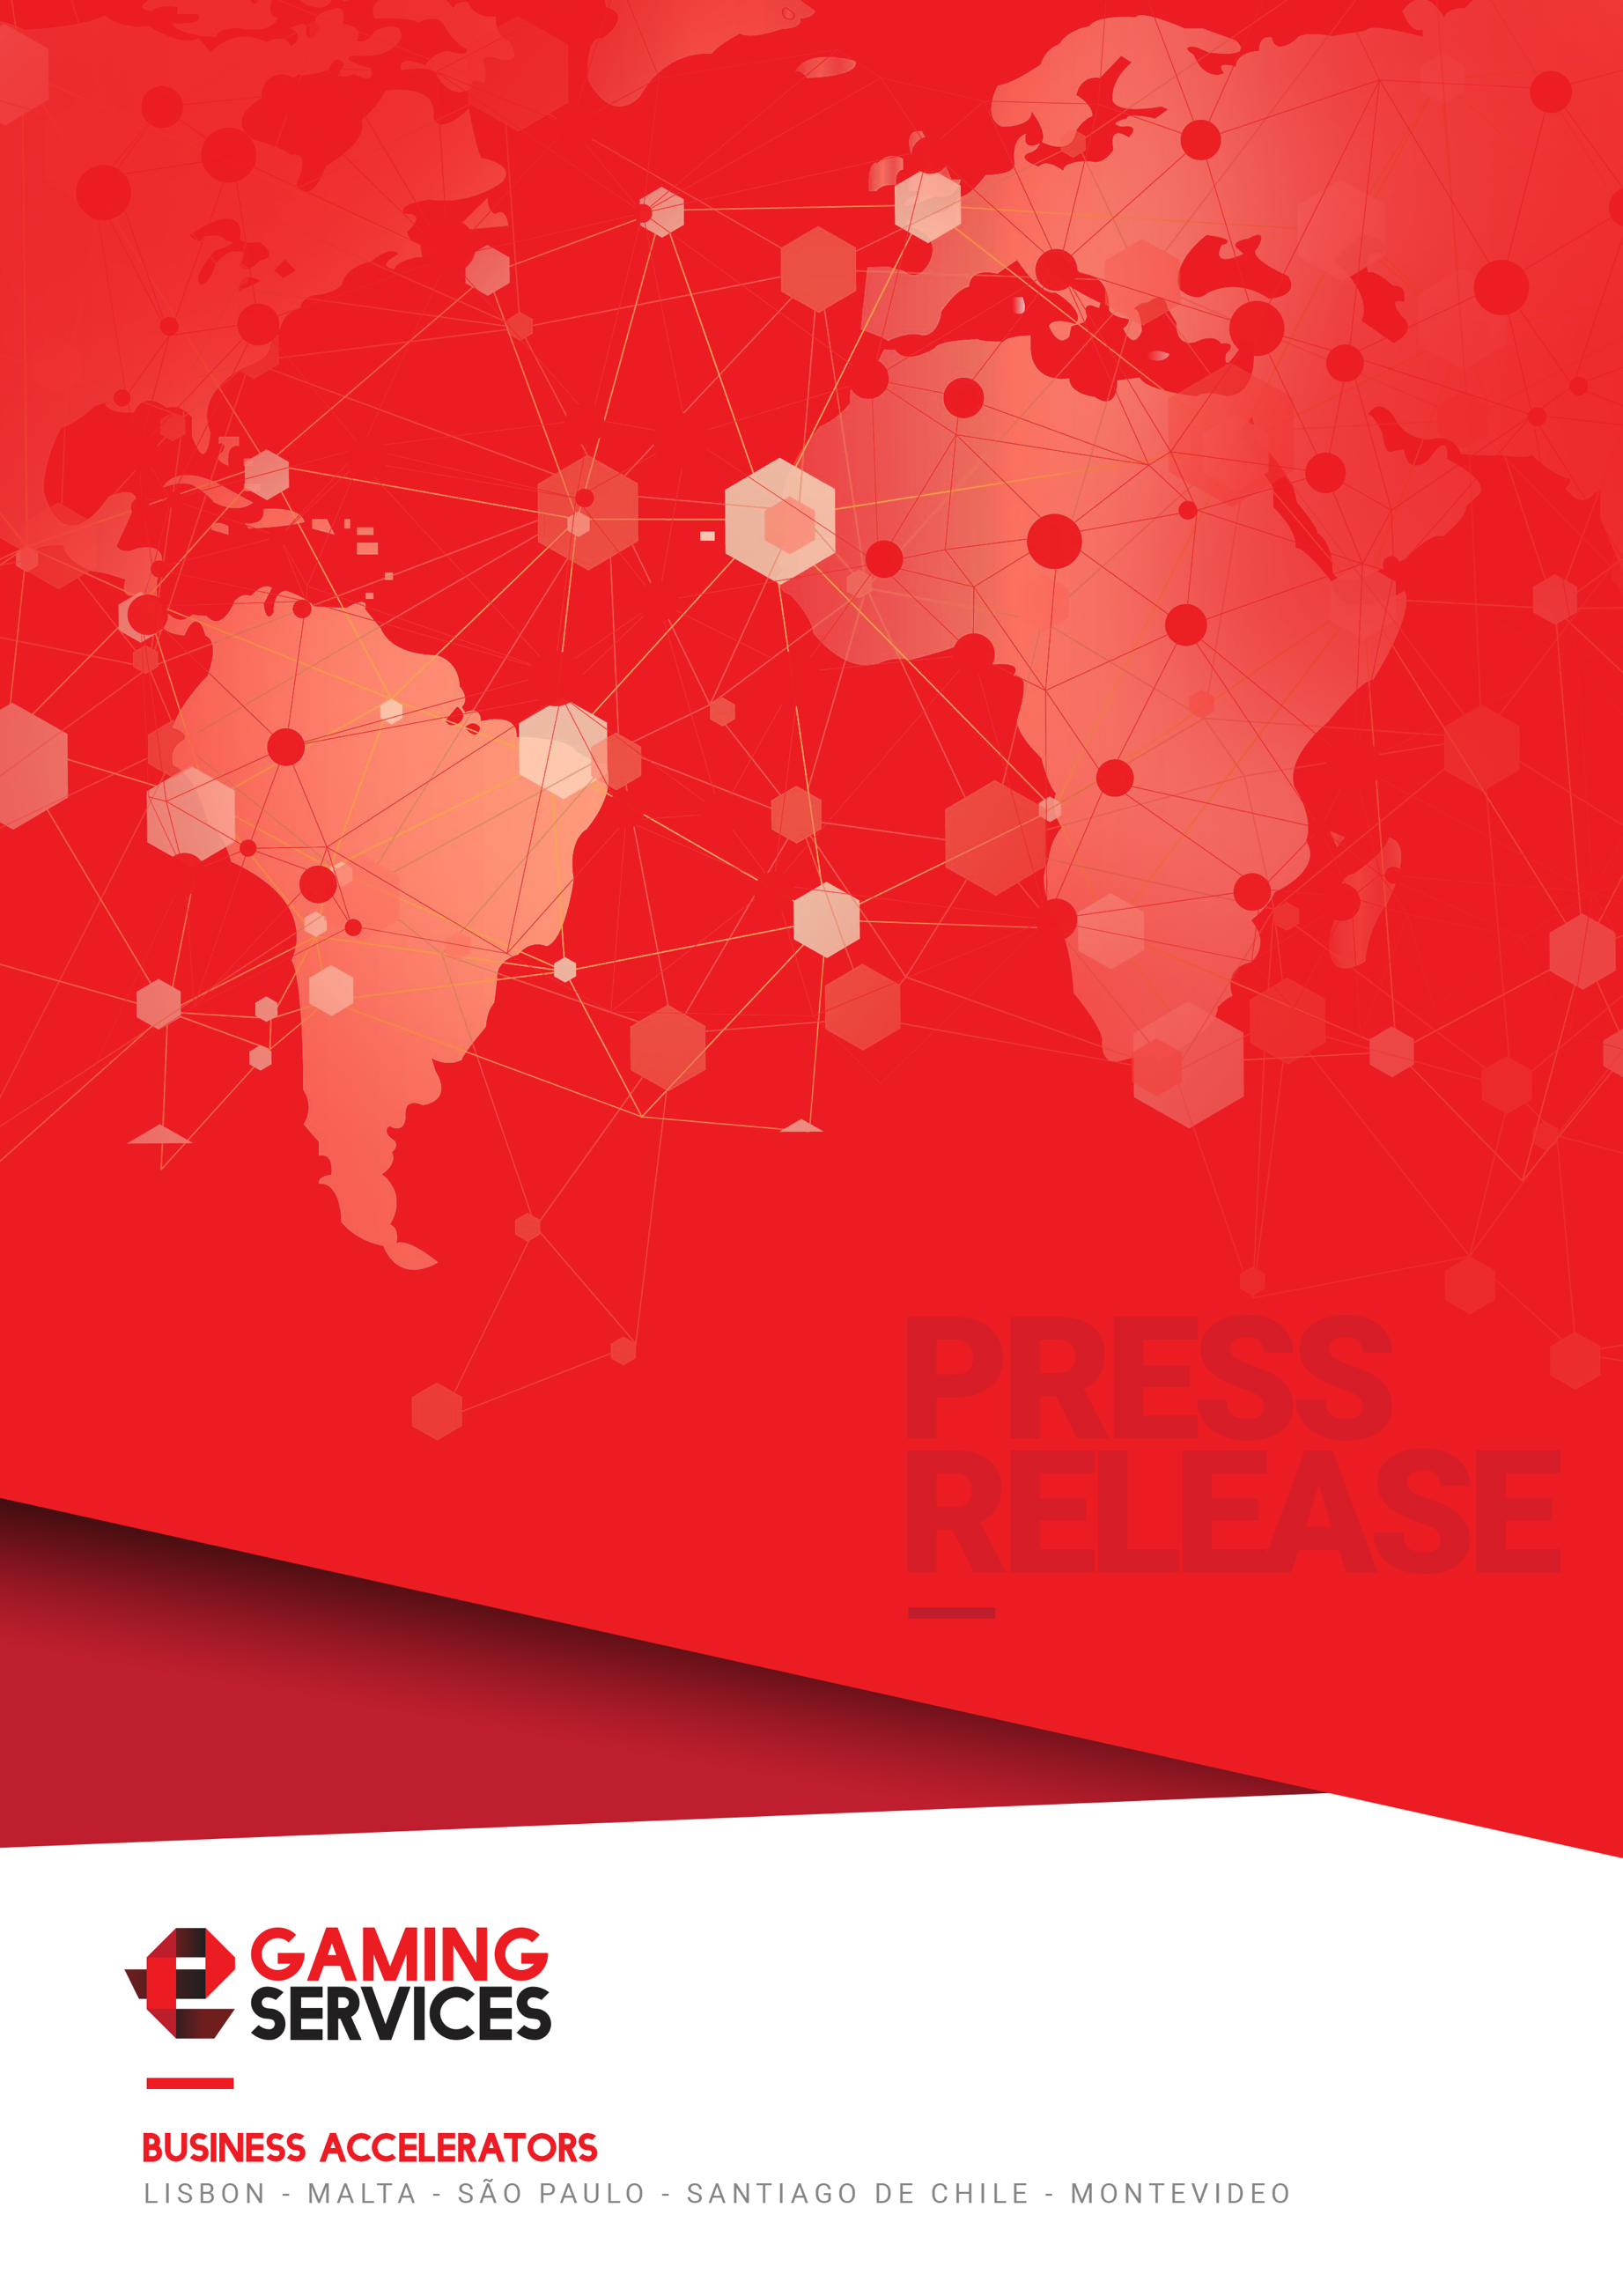 PRESS
RELEASE
e GAMING
SERVICES
BUSINESS ACCELERATORS
LISBON - MALTA - SÃO PAULO - SANTIAGO DE CHILE - MONTEVIDEO